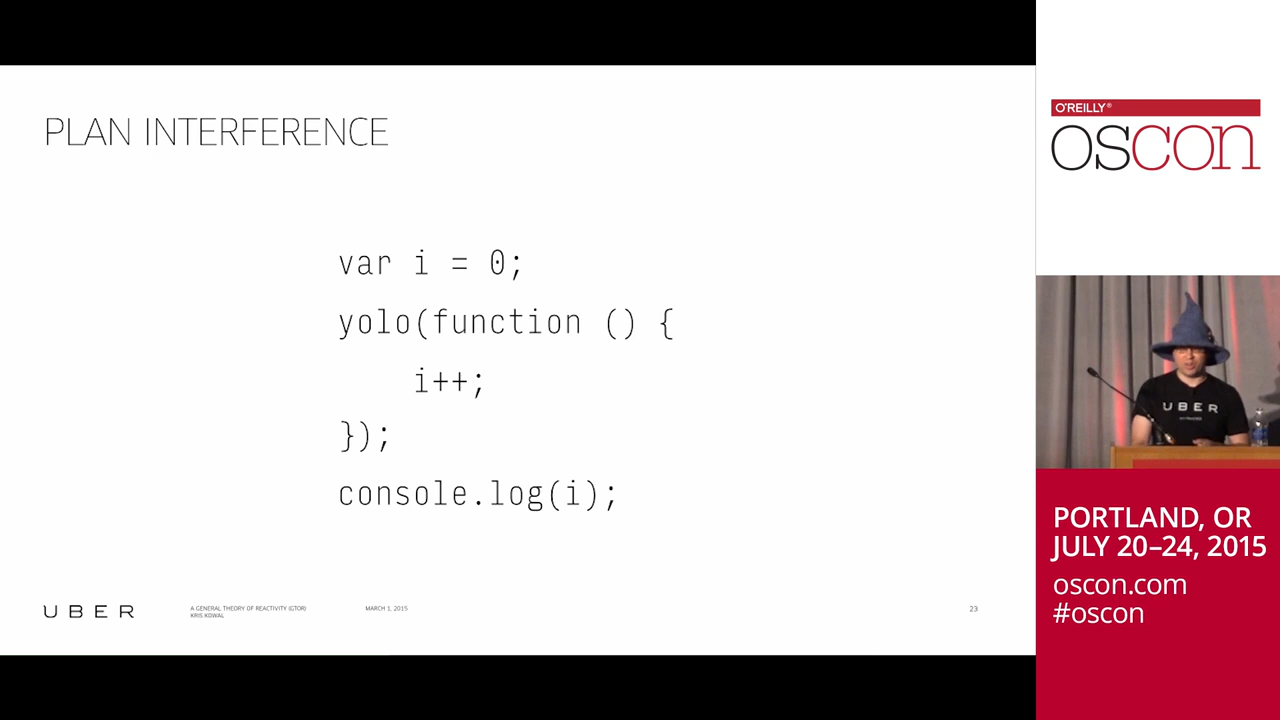 PLAN INTERFERENCE
var i = 0;
yolo(function () {
i++;
});
console.log(i);
UBER
A GENERAL THEORY OF REACTIVITY (GTOR)
KRIS KOWAL
MARCH 1, 2015
23
O'REILLY®
OSCON
UBER
PORTLAND, OR
JULY 20–24, 2015
oscon.com
#oscon